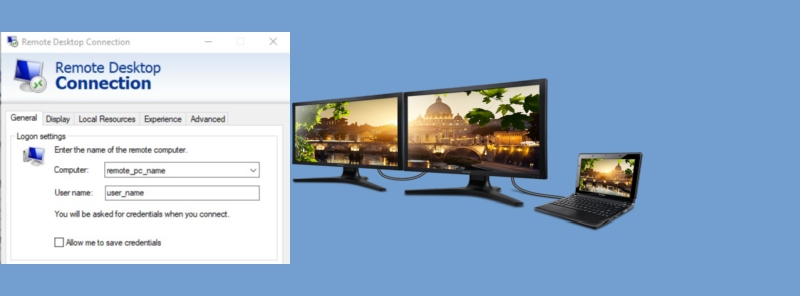 Remote Desktop Connection
Remote Desktop
Connection
General Display Local Resources Experience Advanced
Logon settings
Enter the name of the remote computer.
Computer: remote_pc_name
User name: user_name
You will be asked for credentials when you connect.
Allow me to save credentials